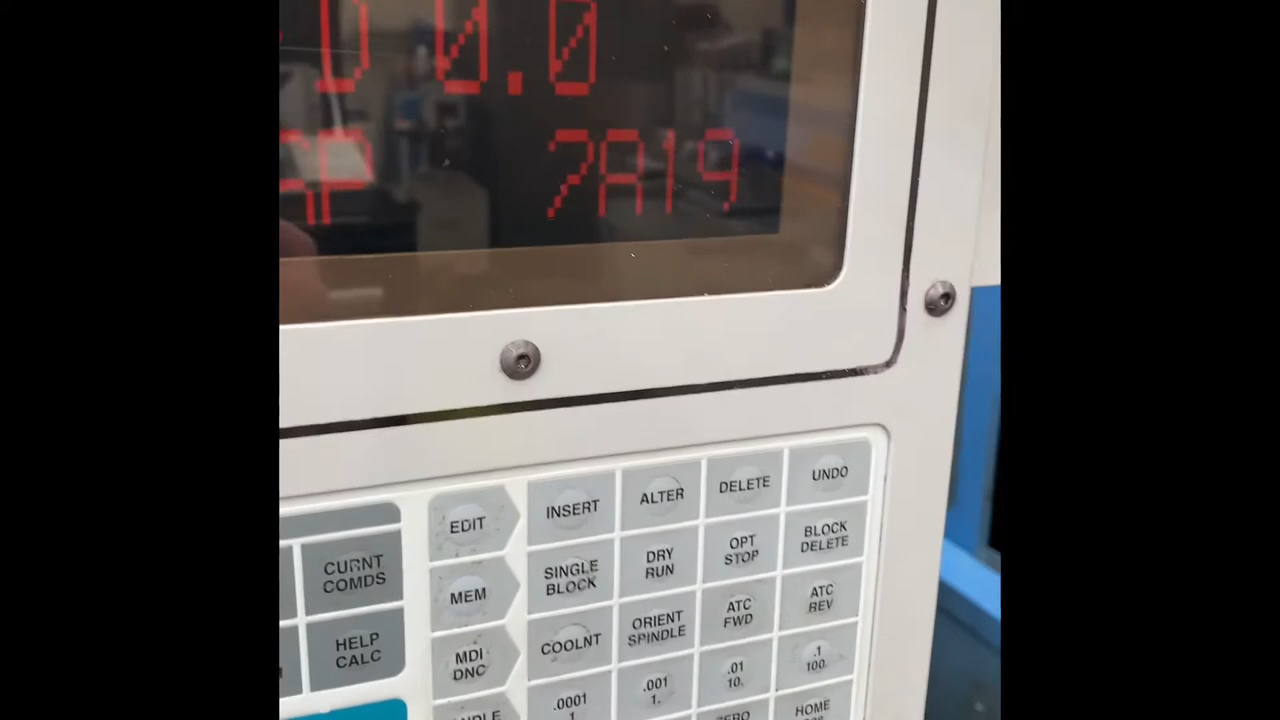 D 0.0
7A19
EDIT
INSERT
ALTER
DELETE
UNDO
CURNT
COMDS
MEM
SINGLE
BLOCK
DRY
RUN
OPT
STOP
BLOCK
DELETE
HELP
CALC
MDI
DNC
COOLNT
ORIENT
SPINDLE
ATC
FWD
ATC
REV
.0001
.001
1.
.01
10.
.1
100.
HOME